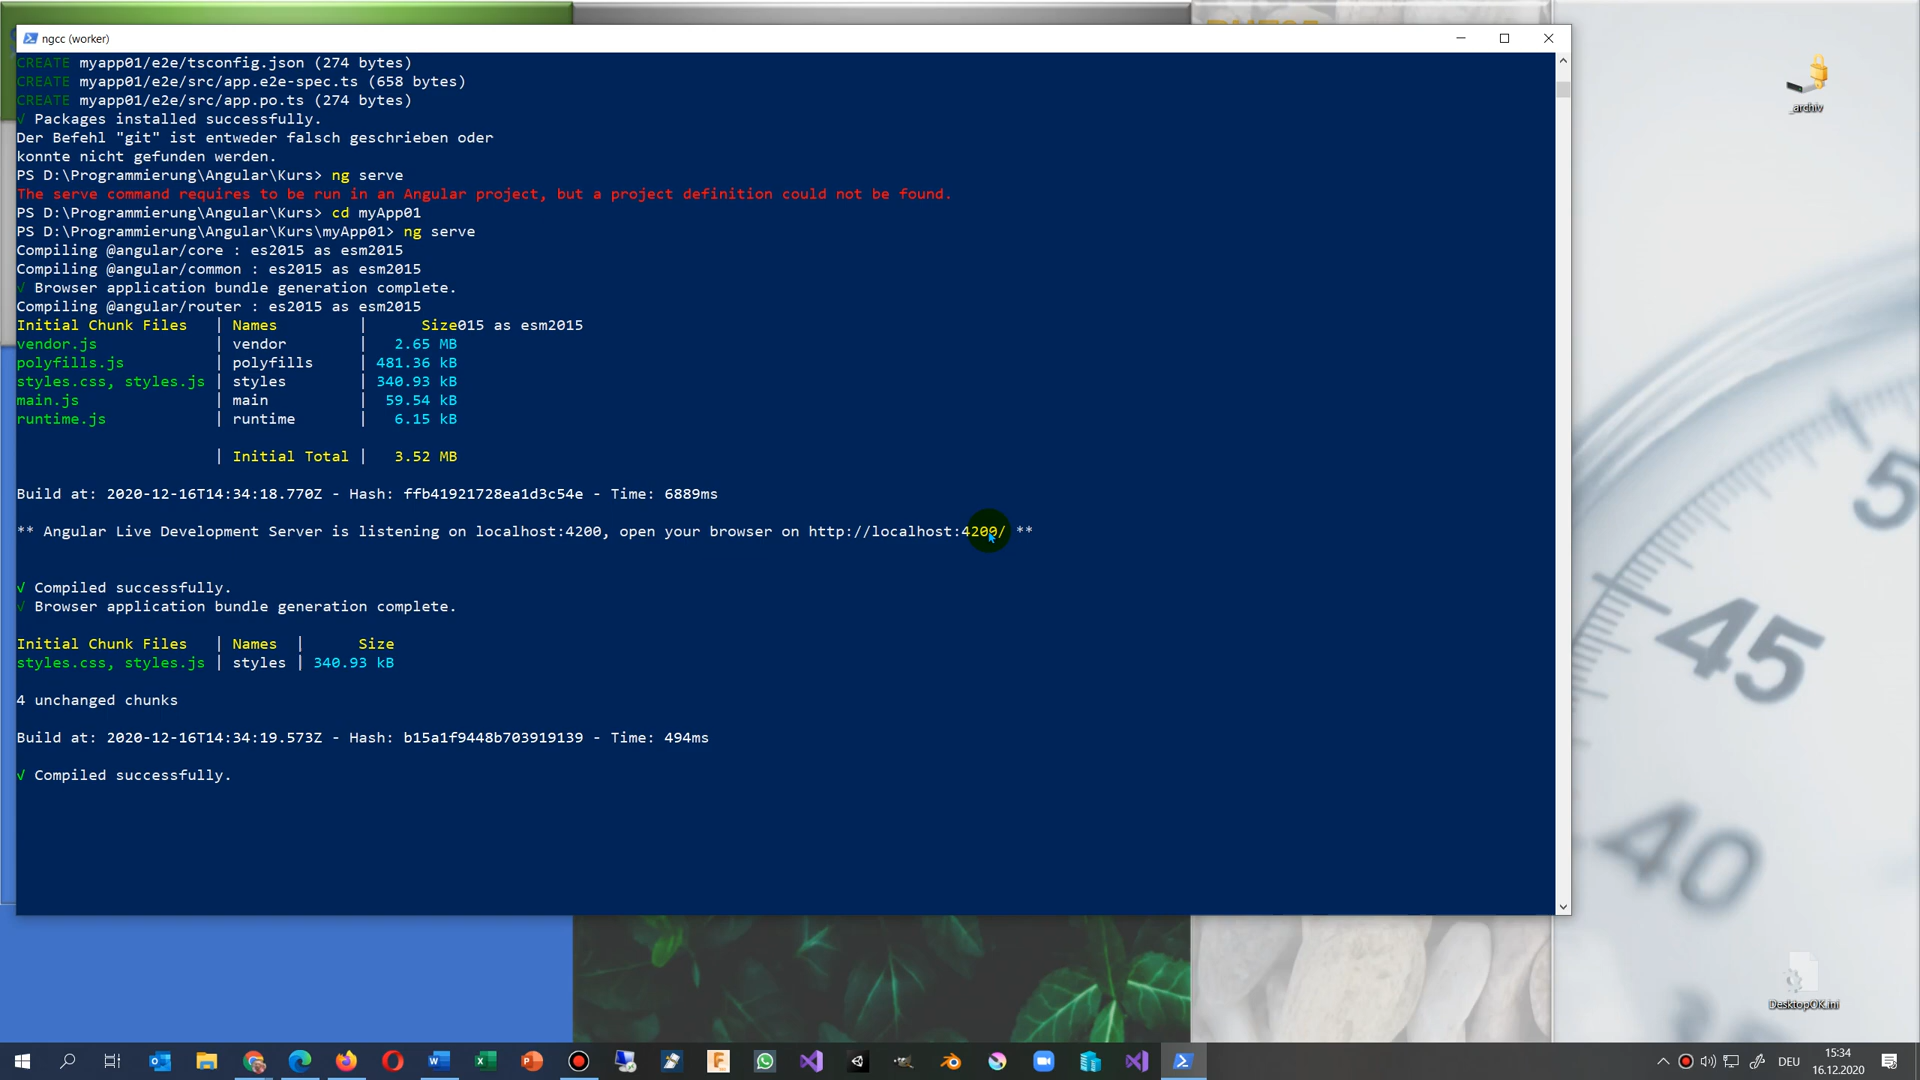 ngcc (worker)
CREATE myapp01/e2e/tsconfig.json (274 bytes)
CREATE myapp01/e2e/src/app.e2e-spec.ts (658 bytes)
CREATE myapp01/e2e/src/app.po.ts (274 bytes)
√ Packages installed successfully.
Der Befehl "git" ist entweder falsch geschrieben oder
konnte nicht gefunden werden.
PS D:\Programmierung\Angular\Kurs> ng serve
The serve command requires to be run in an Angular project, but a project definition could not be found.
PS D:\Programmierung\Angular\Kurs> cd myApp01
PS D:\Programmierung\Angular\Kurs\myApp01> ng serve
Compiling @angular/core : es2015 as esm2015
Compiling @angular/common : es2015 as esm2015
√ Browser application bundle generation complete.
Compiling @angular/router : es2015 as esm2015
Initial Chunk Files | Names | Size015 as esm2015
vendor.js | vendor | 2.65 MB
polyfills.js | polyfills | 481.36 kB
styles.css, styles.js | styles | 340.93 kB
main.js | main | 59.54 kB
runtime.js | runtime | 6.15 kB
| Initial Total | 3.52 MB
Build at: 2020-12-16T14:34:18.770Z - Hash: ffb41921728ea1d3c54e - Time: 6889ms
** Angular Live Development Server is listening on localhost:4200, open your browser on http://localhost:4200/ **
√ Compiled successfully.
√ Browser application bundle generation complete.
Initial Chunk Files | Names | Size
styles.css, styles.js | styles | 340.93 kB
4 unchanged chunks
Build at: 2020-12-16T14:34:19.573Z - Hash: b15a1f9448b703919139 - Time: 494ms
√ Compiled successfully.
_archiv
5
45
40
DesktopOK.ini
DEU
15:34
16.12.2020